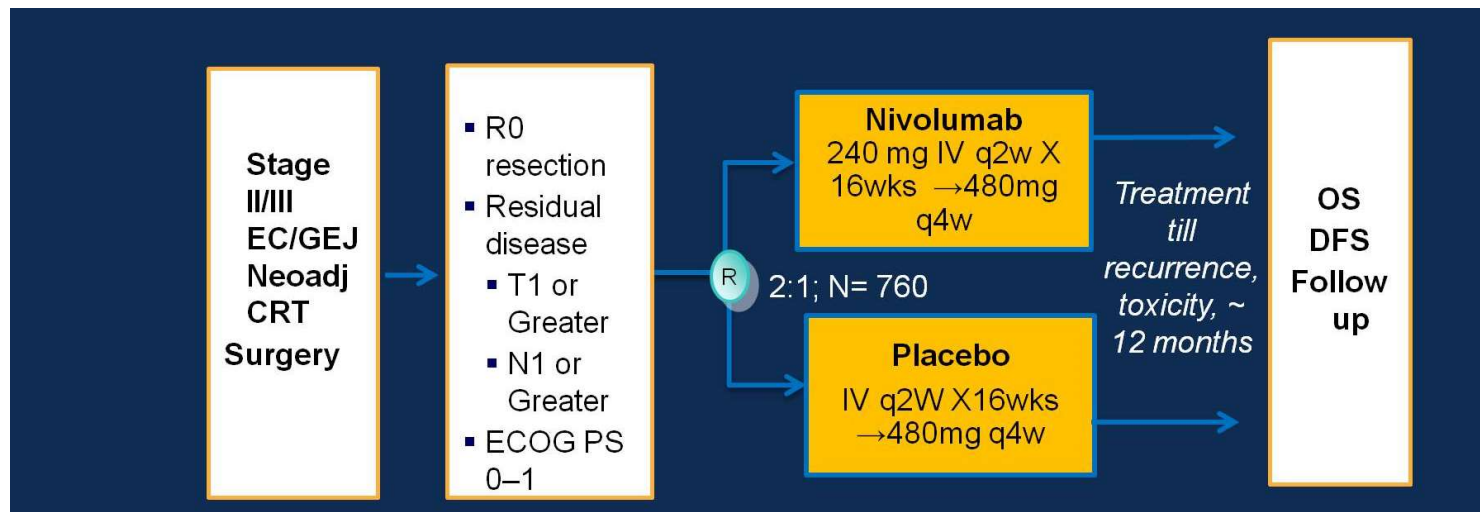 Stage
II/III
EC/GEJ
Neoadj
CRT
Surgery
▪ R0
resection
▪ Residual
disease
▪ T1 or
Greater
▪ N1 or
Greater
▪ ECOG PS
0–1
R
2:1; N= 760
Nivolumab
240 mg IV q2w X
16wks →480mg
q4w
Placebo
IV q2W X16wks
→480mg q4w
Treatment
till
recurrence,
toxicity, ~
12 months
OS
DFS
Follow
up